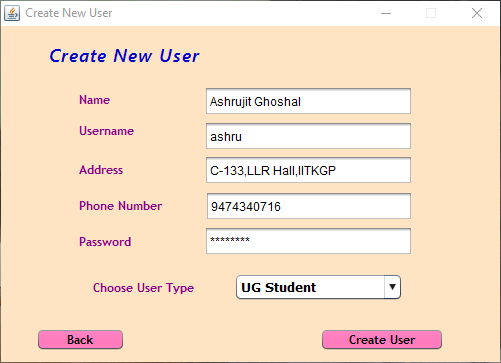 Create New User
Create New User
Name Ashrujit Ghoshal
Username ashru
Address C-133,LLR Hall,IITKGP
Phone Number 9474340716
Password ********
Choose User Type UG Student
Back Create User